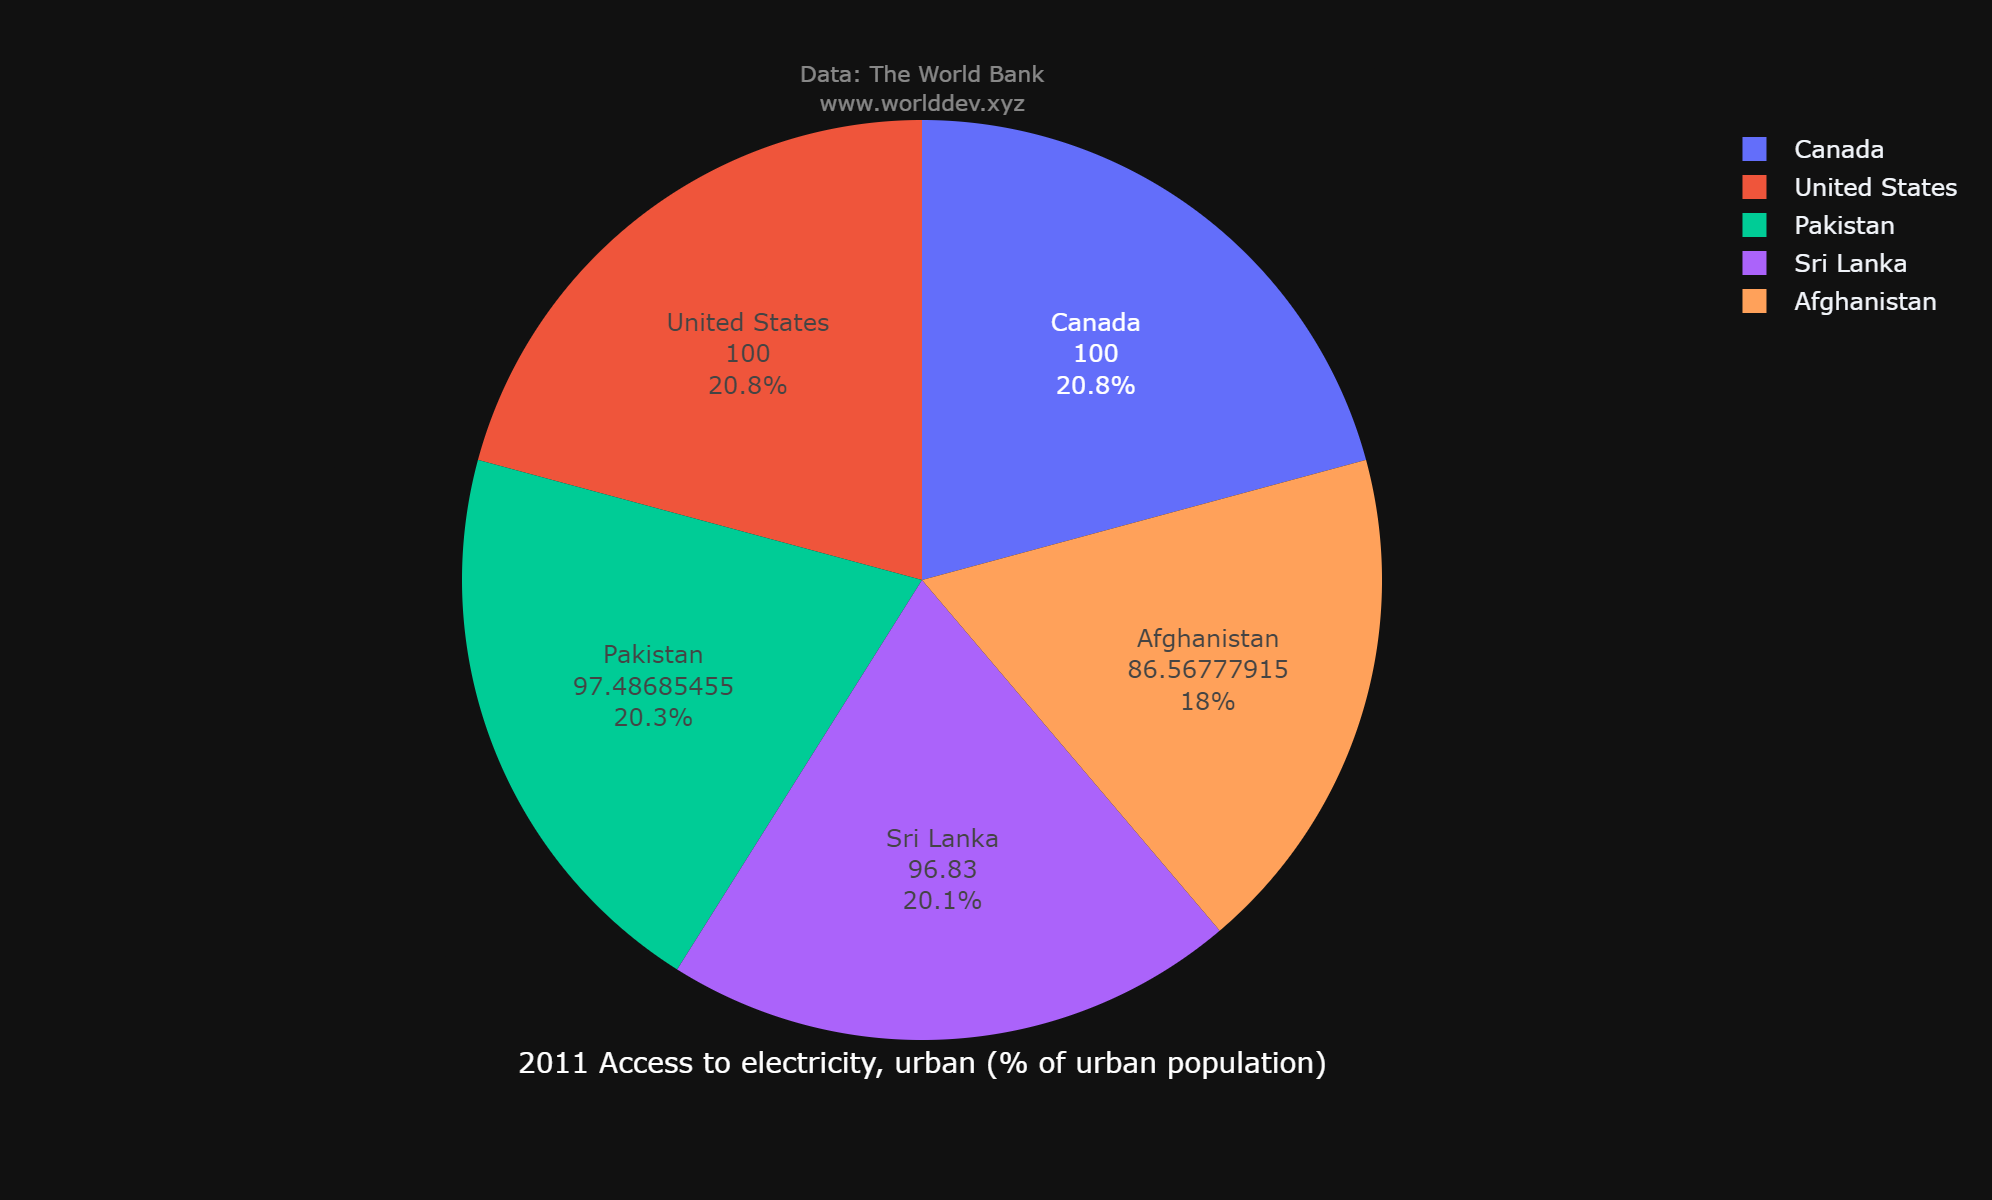 Data: The World Bank
www.worlddev.xyz
Canada
United States
Pakistan
Sri Lanka
Afghanistan
United States
100
20.8%
Canada
100
20.8%
Afghanistan
86.56777915
18%
Pakistan
97.48685455
20.3%
Sri Lanka
96.83
20.1%
2011 Access to electricity, urban (% of urban population)